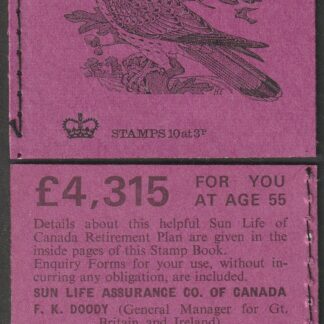 STAMPS 10 at 3P
£4,315 FOR YOU
AT AGE 55
Details about this helpful Sun Life of
Canada Retirement Plan are given in the
inside pages of this Stamp Book.
Enquiry Forms for your use, without in-
curring any obligation, are included.
SUN LIFE ASSURANCE CO. OF CANADA
F. K. DOODY (General Manager for Gt.
Britain and Ireland)